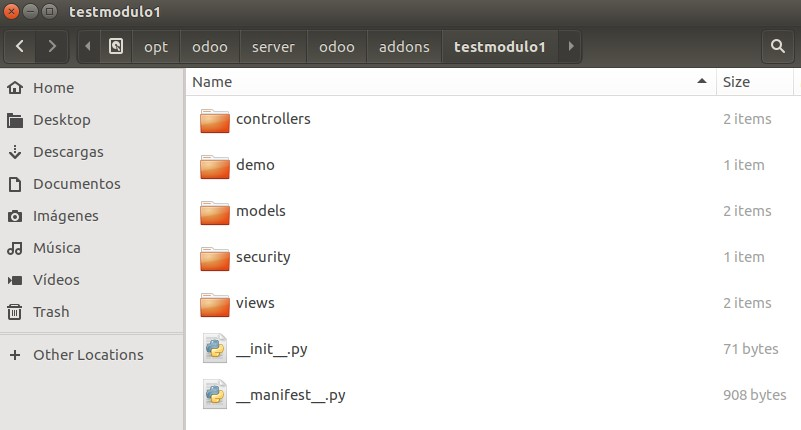 testmodulo1
opt odoo server odoo addons testmodulo1
Name Size
Home
Desktop
Descargas
Documentos
Imágenes
Música
Vídeos
Trash
+ Other Locations
controllers 2 items
demo 1 item
models 2 items
security 1 item
views 2 items
__init__.py 71 bytes
__manifest__.py 908 bytes